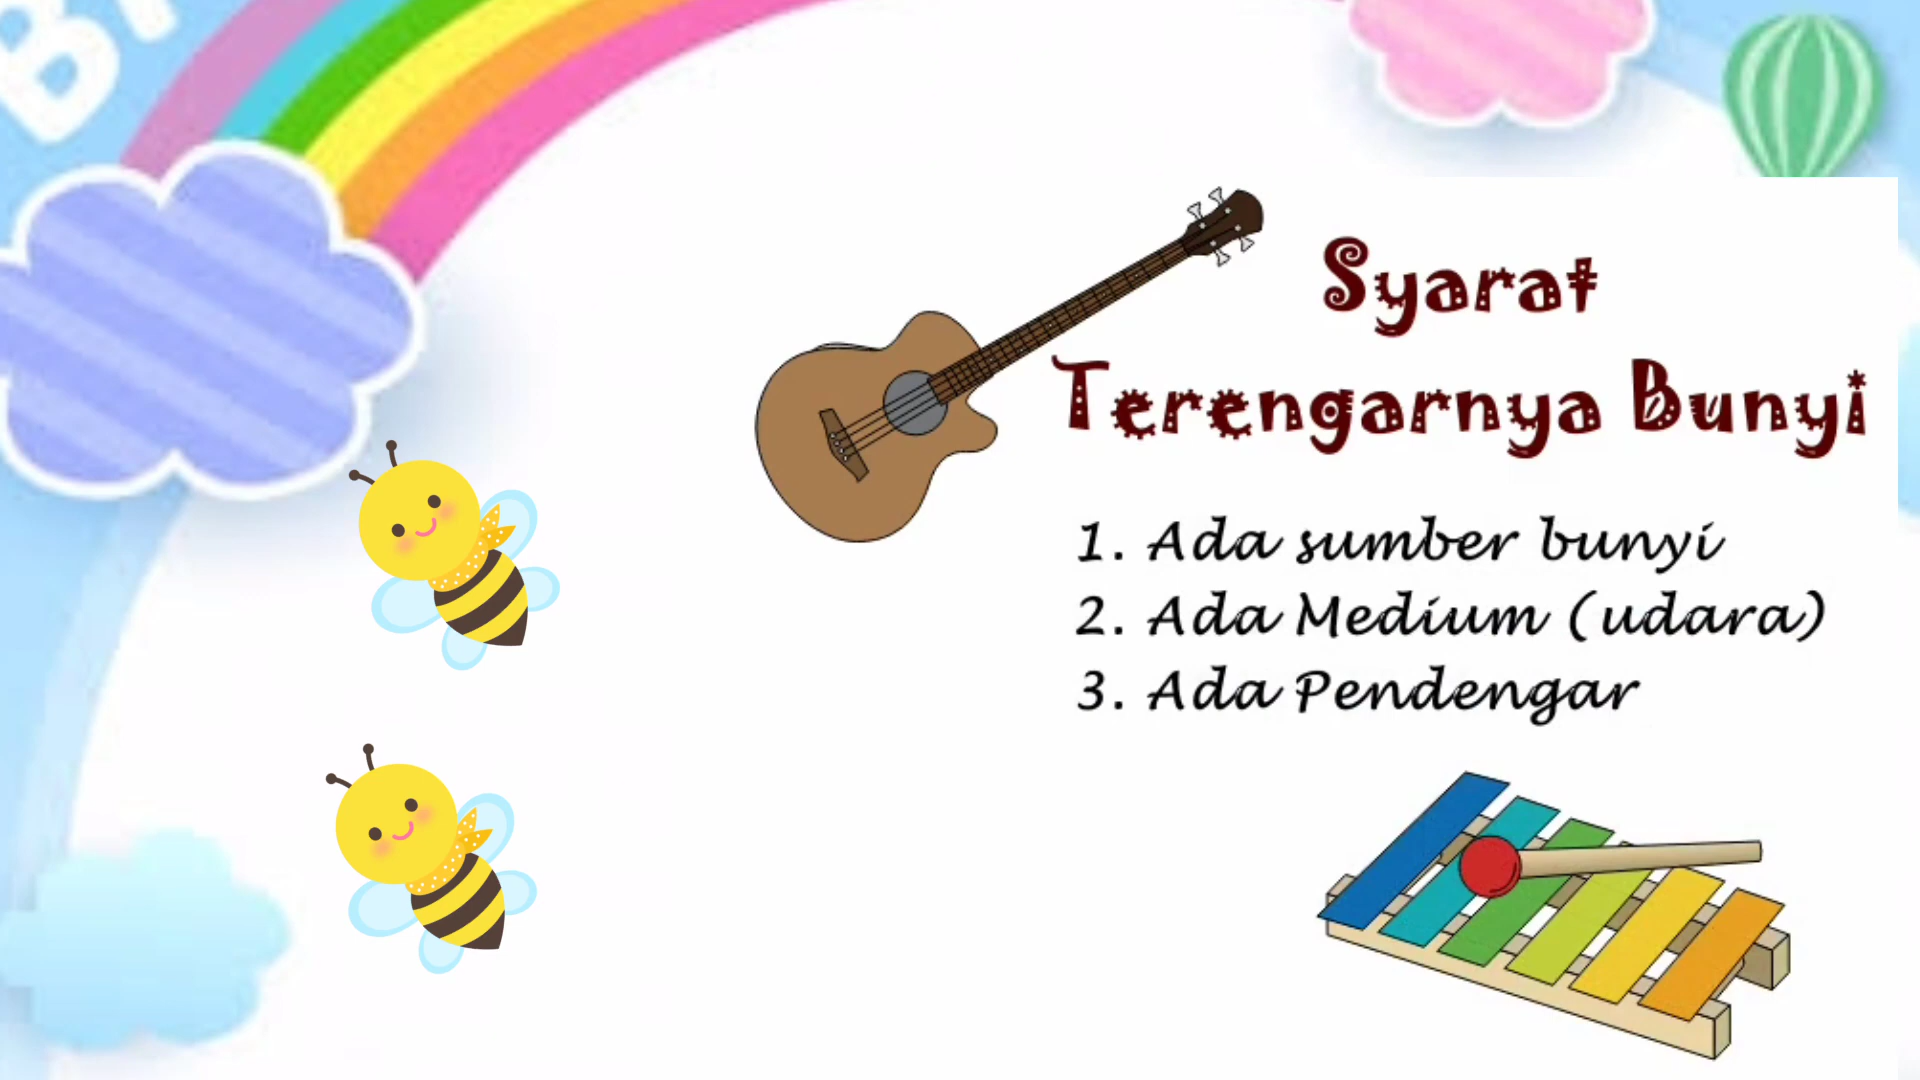 Syarat
Terengarnya Bunyi
1. Ada sumber bunyi
2. Ada Medium (udara)
3. Ada Pendengar